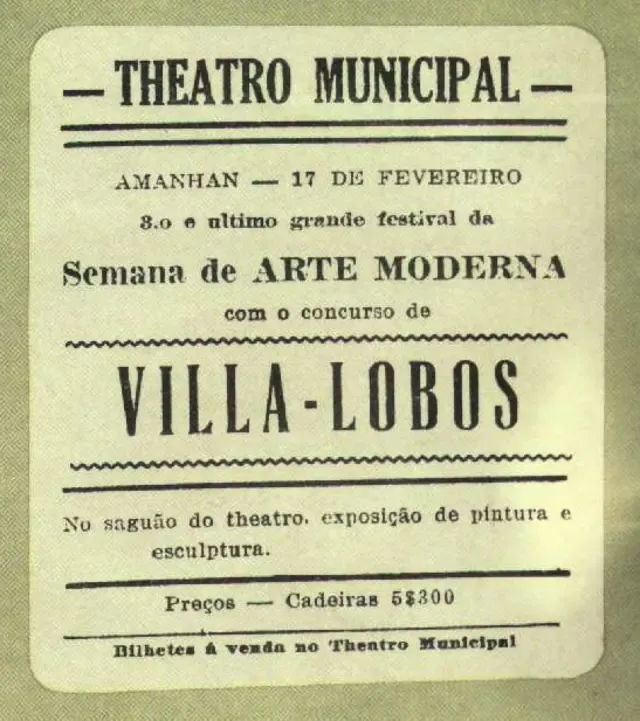 — THEATRO MUNICIPAL —
AMANHAN — 17 DE FEVEREIRO
3.o e ultimo grande festival da
Semana de ARTE MODERNA
com o concurso de
VILLA-LOBOS
No saguão do theatro, exposição de pintura e
esculptura.
Preços — Cadeiras 5$300
Bilhetes á venda no Theatro Municipal